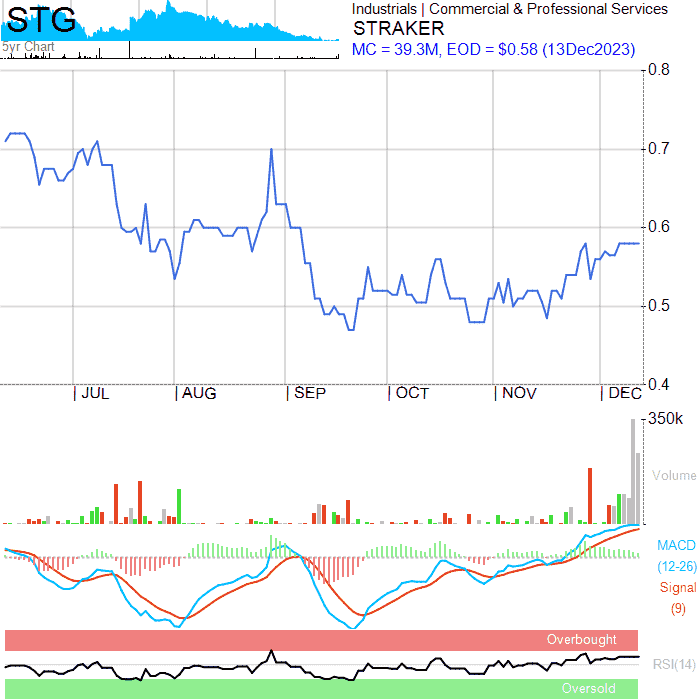 STG
5yr Chart
Industrials | Commercial & Professional Services
STRAKER
MC = 39.3M, EOD = $0.58 (13Dec2023)
0.8
0.7
0.6
0.5
0.4
| JUL | AUG | SEP | OCT | NOV | DEC
350k
Volume
MACD
(12-26)
Signal
(9)
Overbought
RSI(14)
Oversold